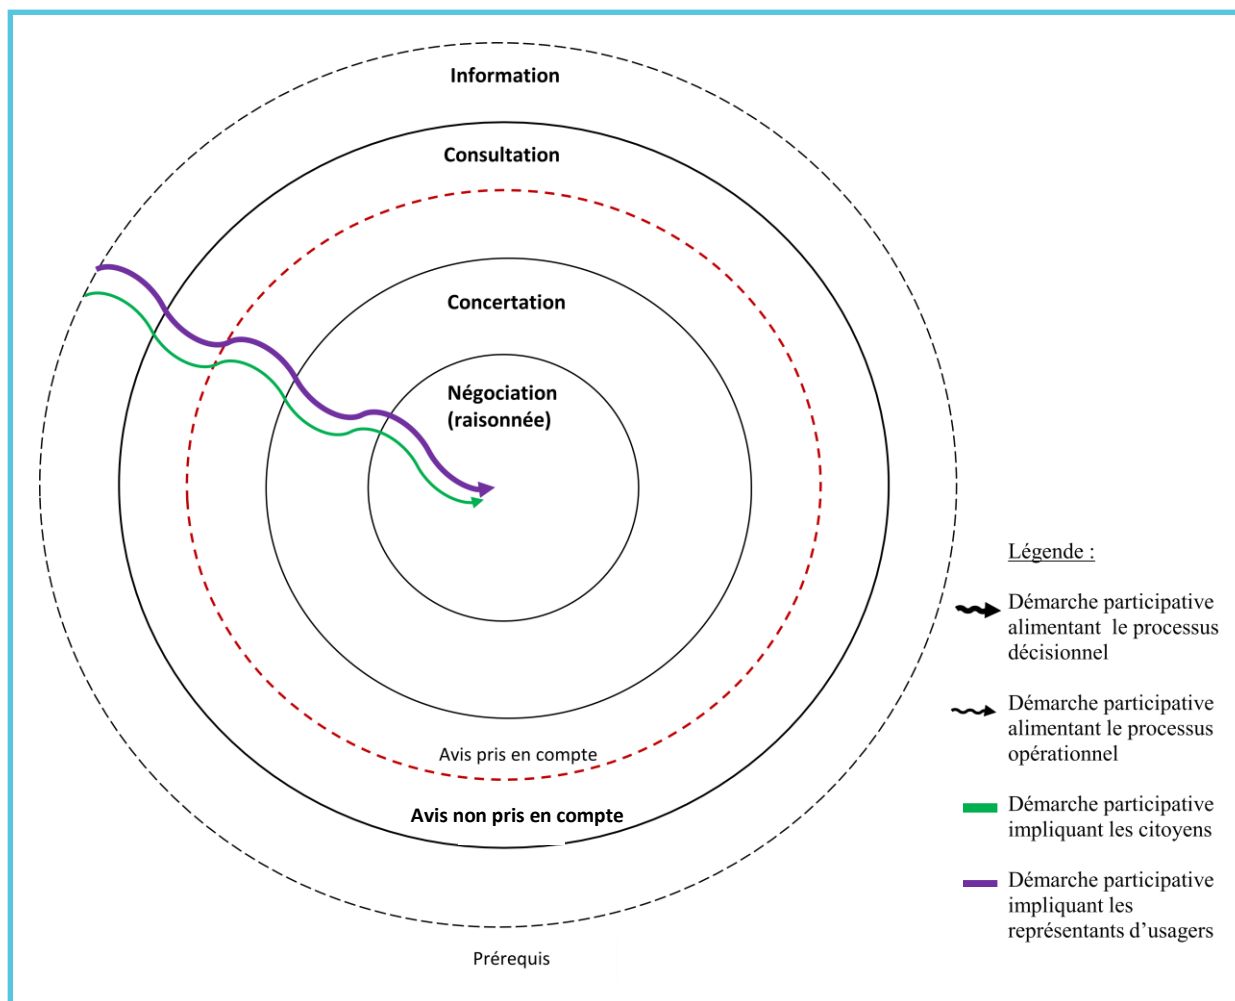 Information
Consultation
Concertation
Négociation
(raisonnée)
Avis pris en compte
Avis non pris en compte
Prérequis
Légende :
Démarche participative
alimentant le processus
décisionnel
Démarche participative
alimentant le processus
opérationnel
Démarche participative
impliquant les citoyens
Démarche participative
impliquant les
représentants d’usagers